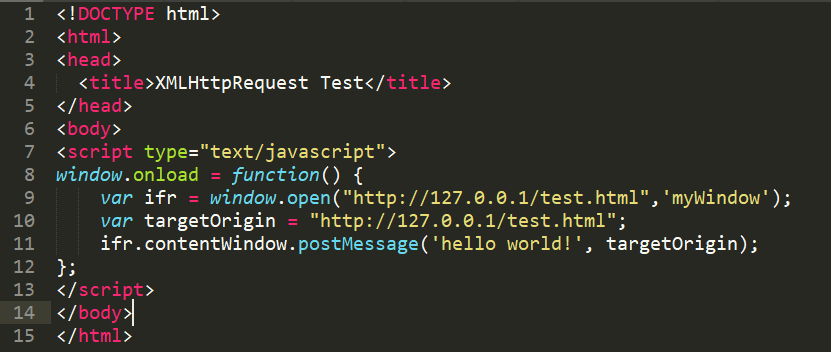 1 <!DOCTYPE html>
2 <html>
3 <head>
4 <title>XMLHttpRequest Test</title>
5 </head>
6 <body>
7 <script type="text/javascript">
8 window.onload = function() {
9 var ifr = window.open("http://127.0.0.1/test.html",'myWindow');
10 var targetOrigin = "http://127.0.0.1/test.html";
11 ifr.contentWindow.postMessage('hello world!', targetOrigin);
12 };
13 </script>
14 </body>
15 </html>